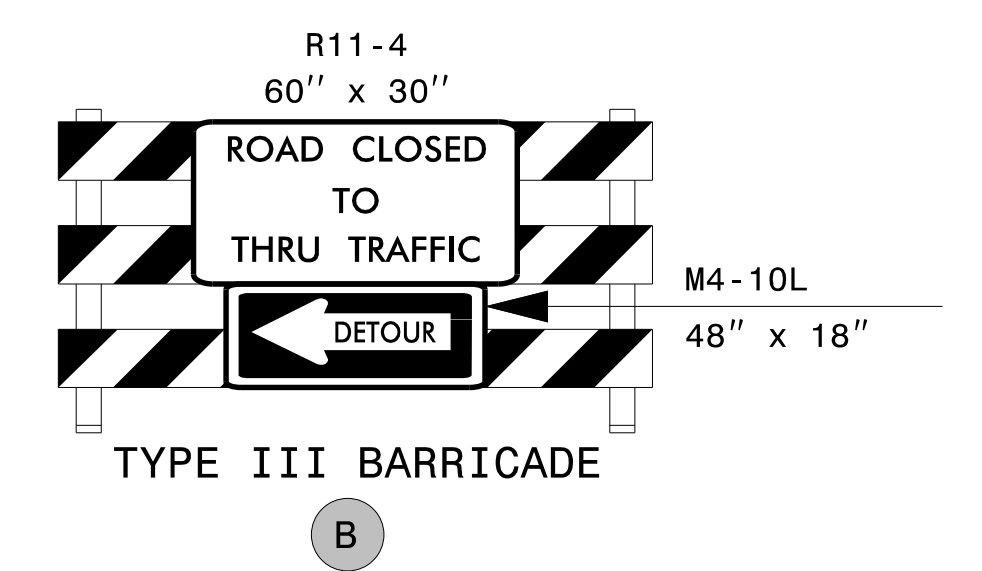 R11-4
60″ x 30″
ROAD CLOSED
TO
THRU TRAFFIC
M4-10L
DETOUR
48″ x 18″
TYPE III BARRICADE
B